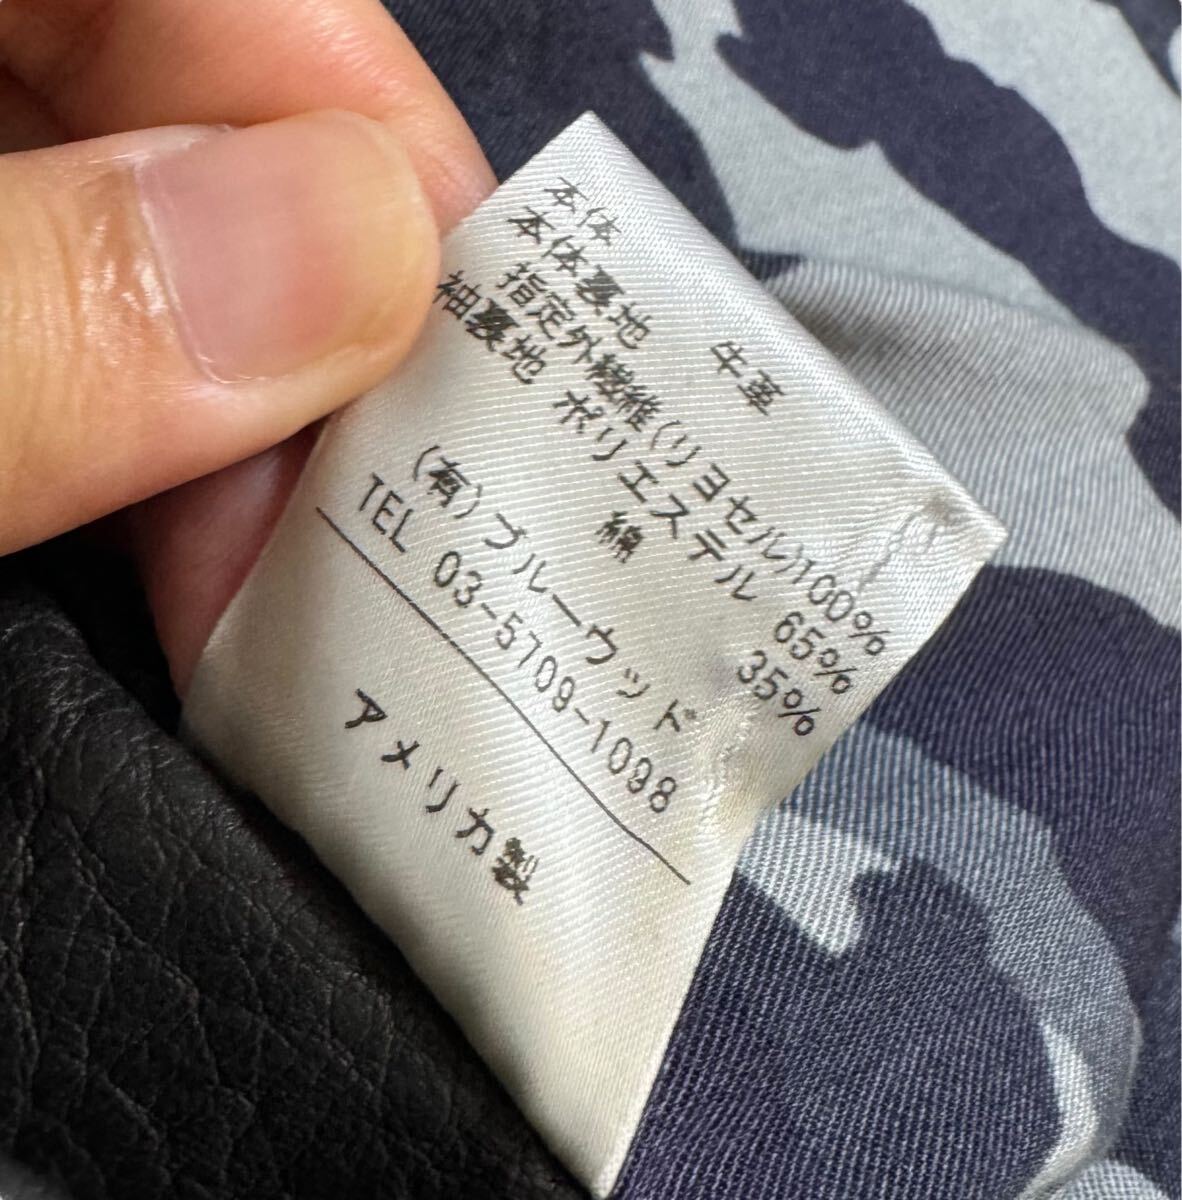 本体 牛革
本体裏地
指定外繊維(リヨセル)100%
袖裏地 ポリエステル 65%
綿 35%
(有)ブルーウッド
TEL 03-5709-1098
アメリカ製